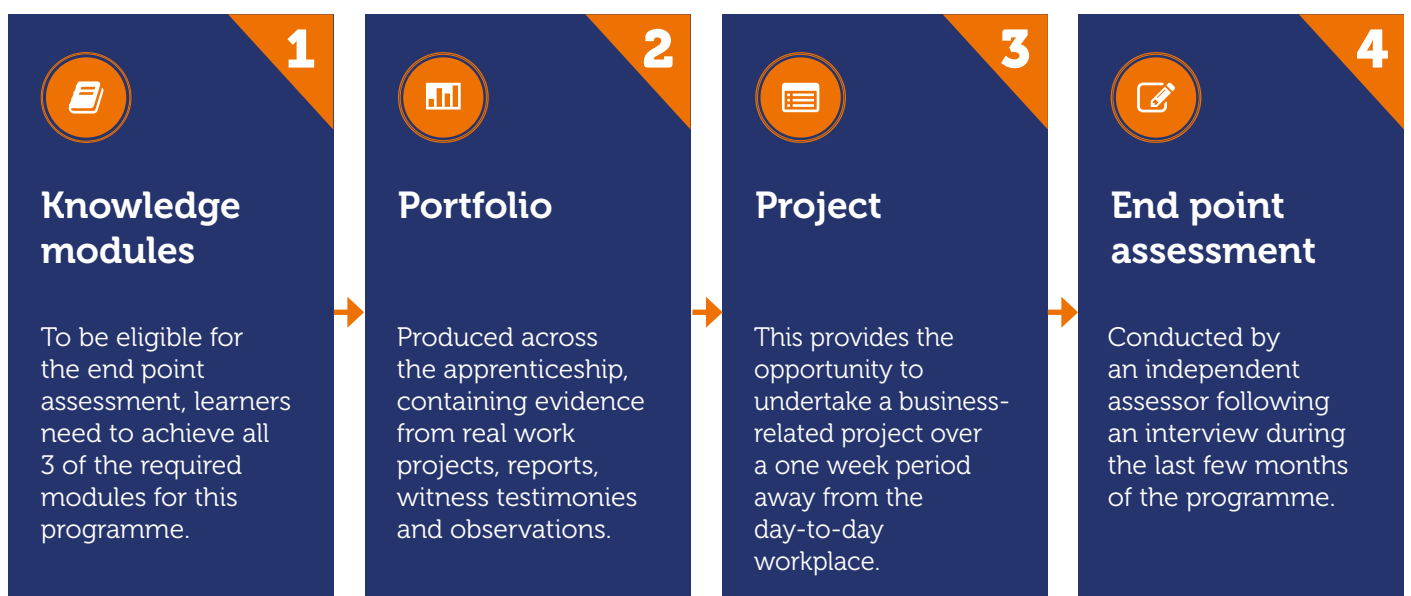 1
Knowledge
modules
To be eligible for
the end point
assessment, learners
need to achieve all
3 of the required
modules for this
programme.
2
Portfolio
Produced across
the apprenticeship,
containing evidence
from real work
projects, reports,
witness testimonies
and observations.
3
Project
This provides the
opportunity to
undertake a business-
related project over
a one week period
away from the
day-to-day
workplace.
4
End point
assessment
Conducted by
an independent
assessor following
an interview during
the last few months
of the programme.